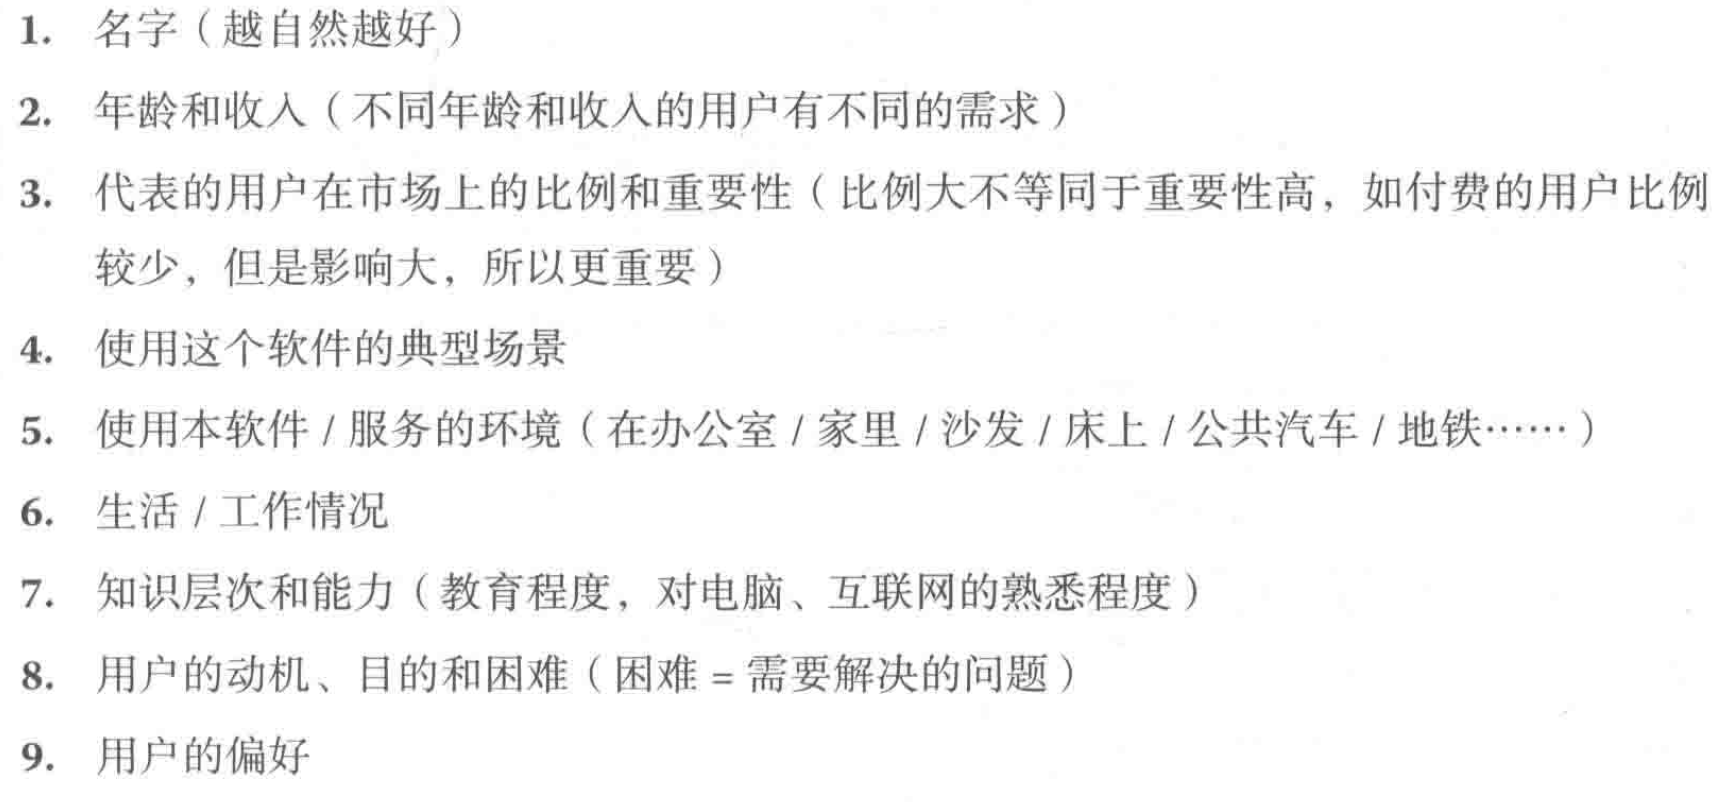 1. 名字（越自然越好）
2. 年龄和收入（不同年龄和收入的用户有不同的需求）
3. 代表的用户在市场上的比例和重要性（比例大不等同于重要性高，如付费的用户比例
较少，但是影响大，所以更重要）
4. 使用这个软件的典型场景
5. 使用本软件 / 服务的环境（在办公室 / 家里 / 沙发 / 床上 / 公共汽车 / 地铁……）
6. 生活 / 工作情况
7. 知识层次和能力（教育程度，对电脑、互联网的熟悉程度）
8. 用户的动机、目的和困难（困难 = 需要解决的问题）
9. 用户的偏好